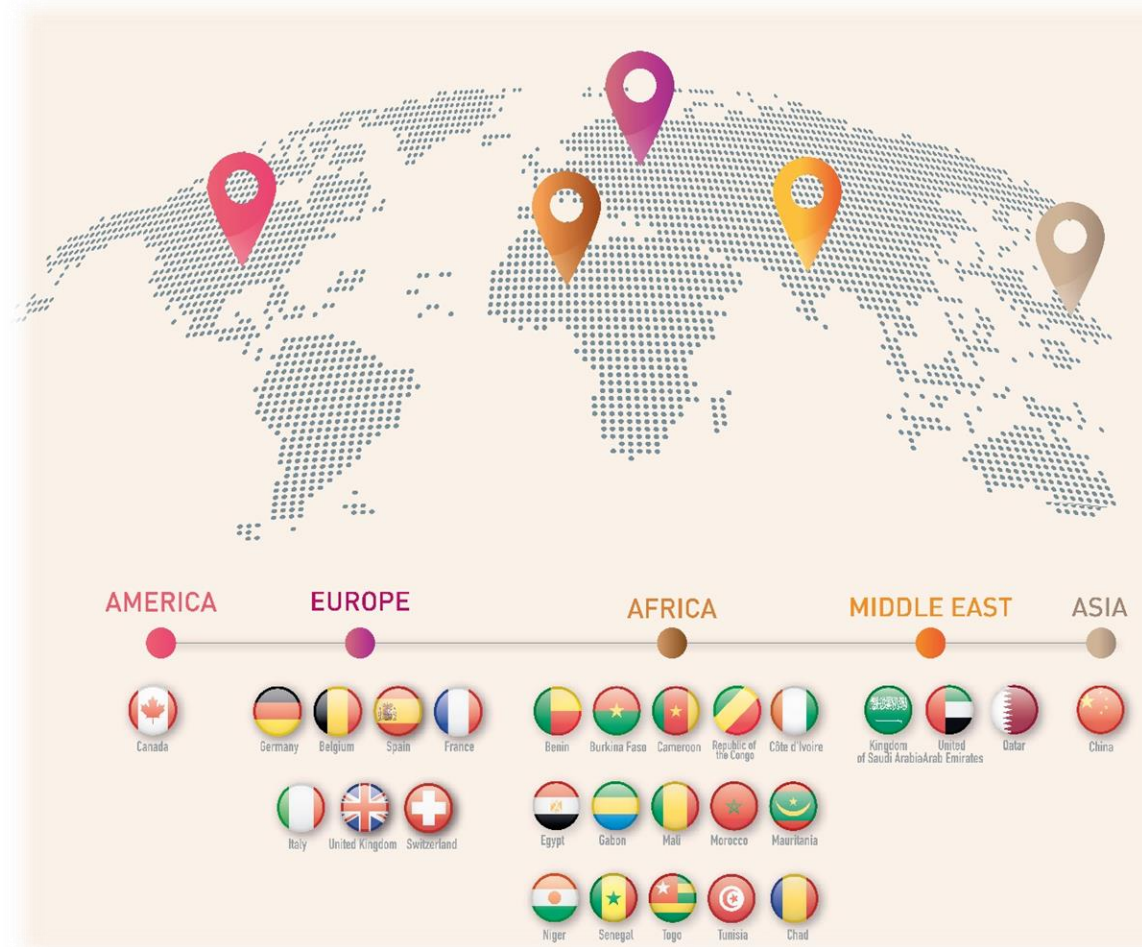 AMERICA EUROPE AFRICA MIDDLE EAST ASIA
Canada Germany Belgium Spain France Benin Burkina Faso Cameroon Republic of the Congo Côte d'Ivoire Kingdom of Saudi Arabia United Arab Emirates Qatar China
Italy United Kingdom Switzerland Egypt Gabon Mali Morocco Mauritania
Niger Senegal Togo Tunisia Chad